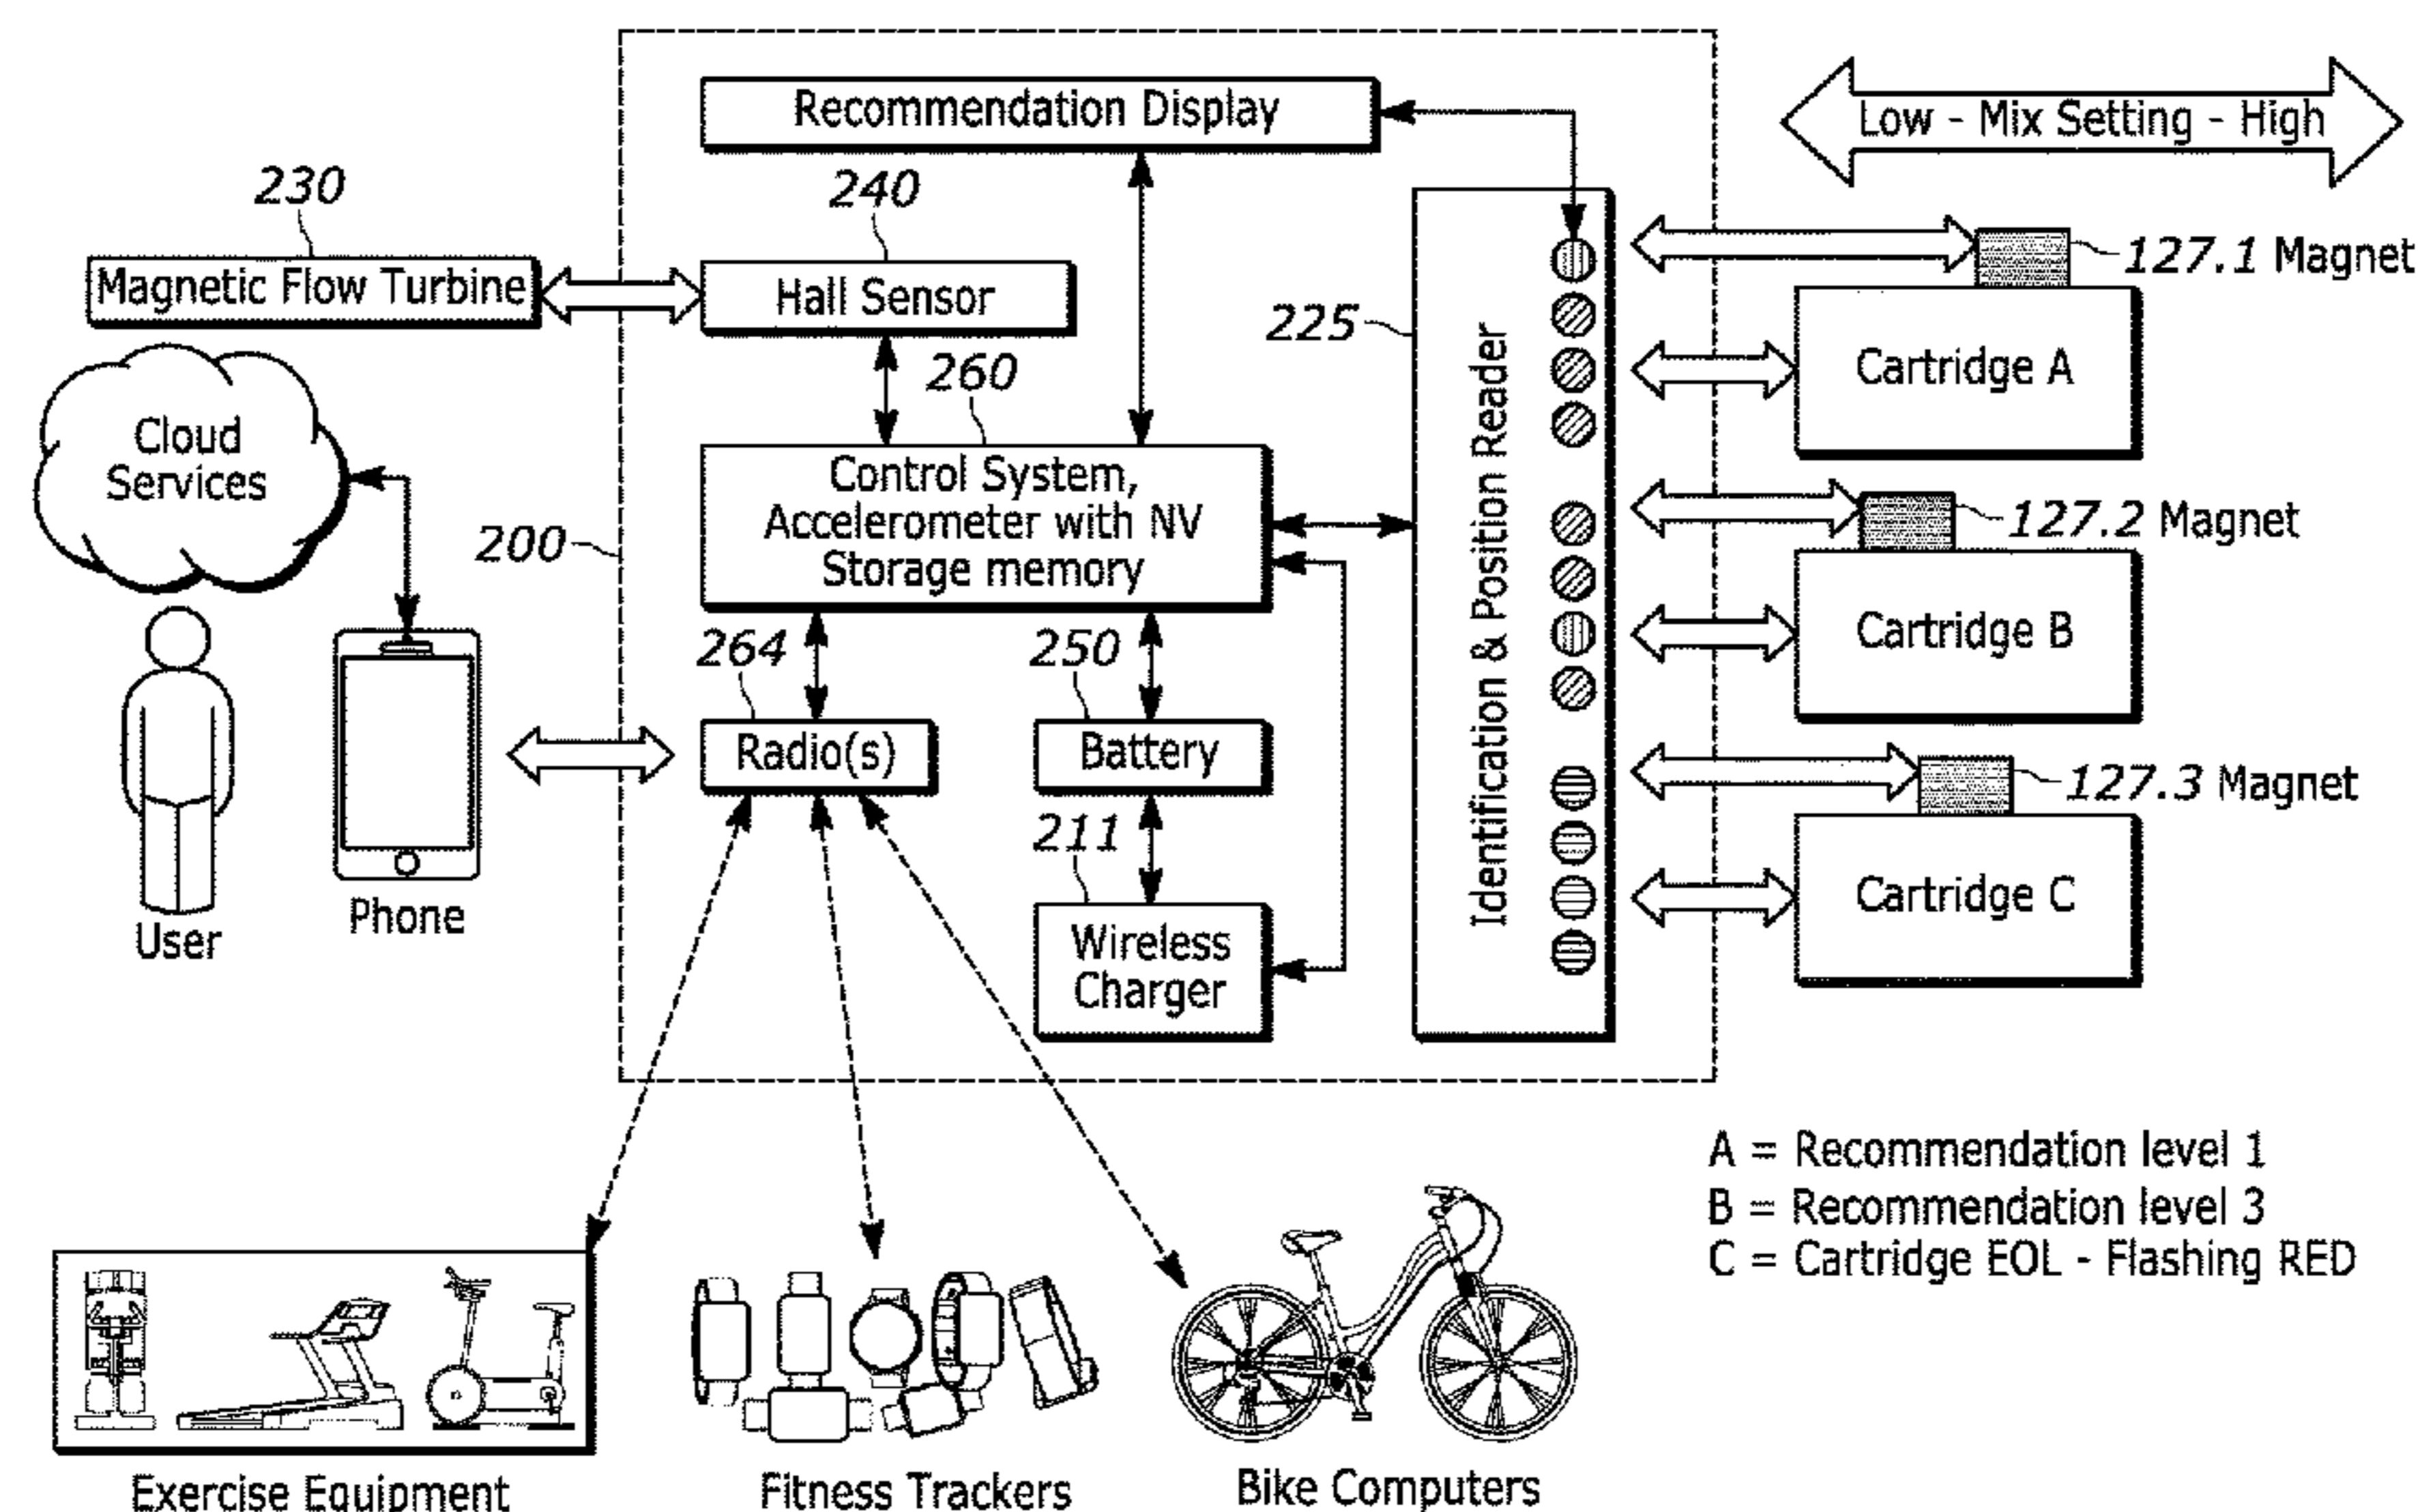 Recommendation Display
Low - Mix Setting - High
230
240
Magnetic Flow Turbine
Hall Sensor
225
127.1 Magnet
260
Cartridge A
Cloud
Services
Control System,
Accelerometer with NV
Storage memory
200
Identification & Position Reader
127.2 Magnet
264
250
Cartridge B
Radio(s)
Battery
127.3 Magnet
211
Cartridge C
User
Phone
Wireless
Charger
A = Recommendation level 1
B = Recommendation level 3
C = Cartridge EOL - Flashing RED
Exercise Equipment
Fitness Trackers
Bike Computers